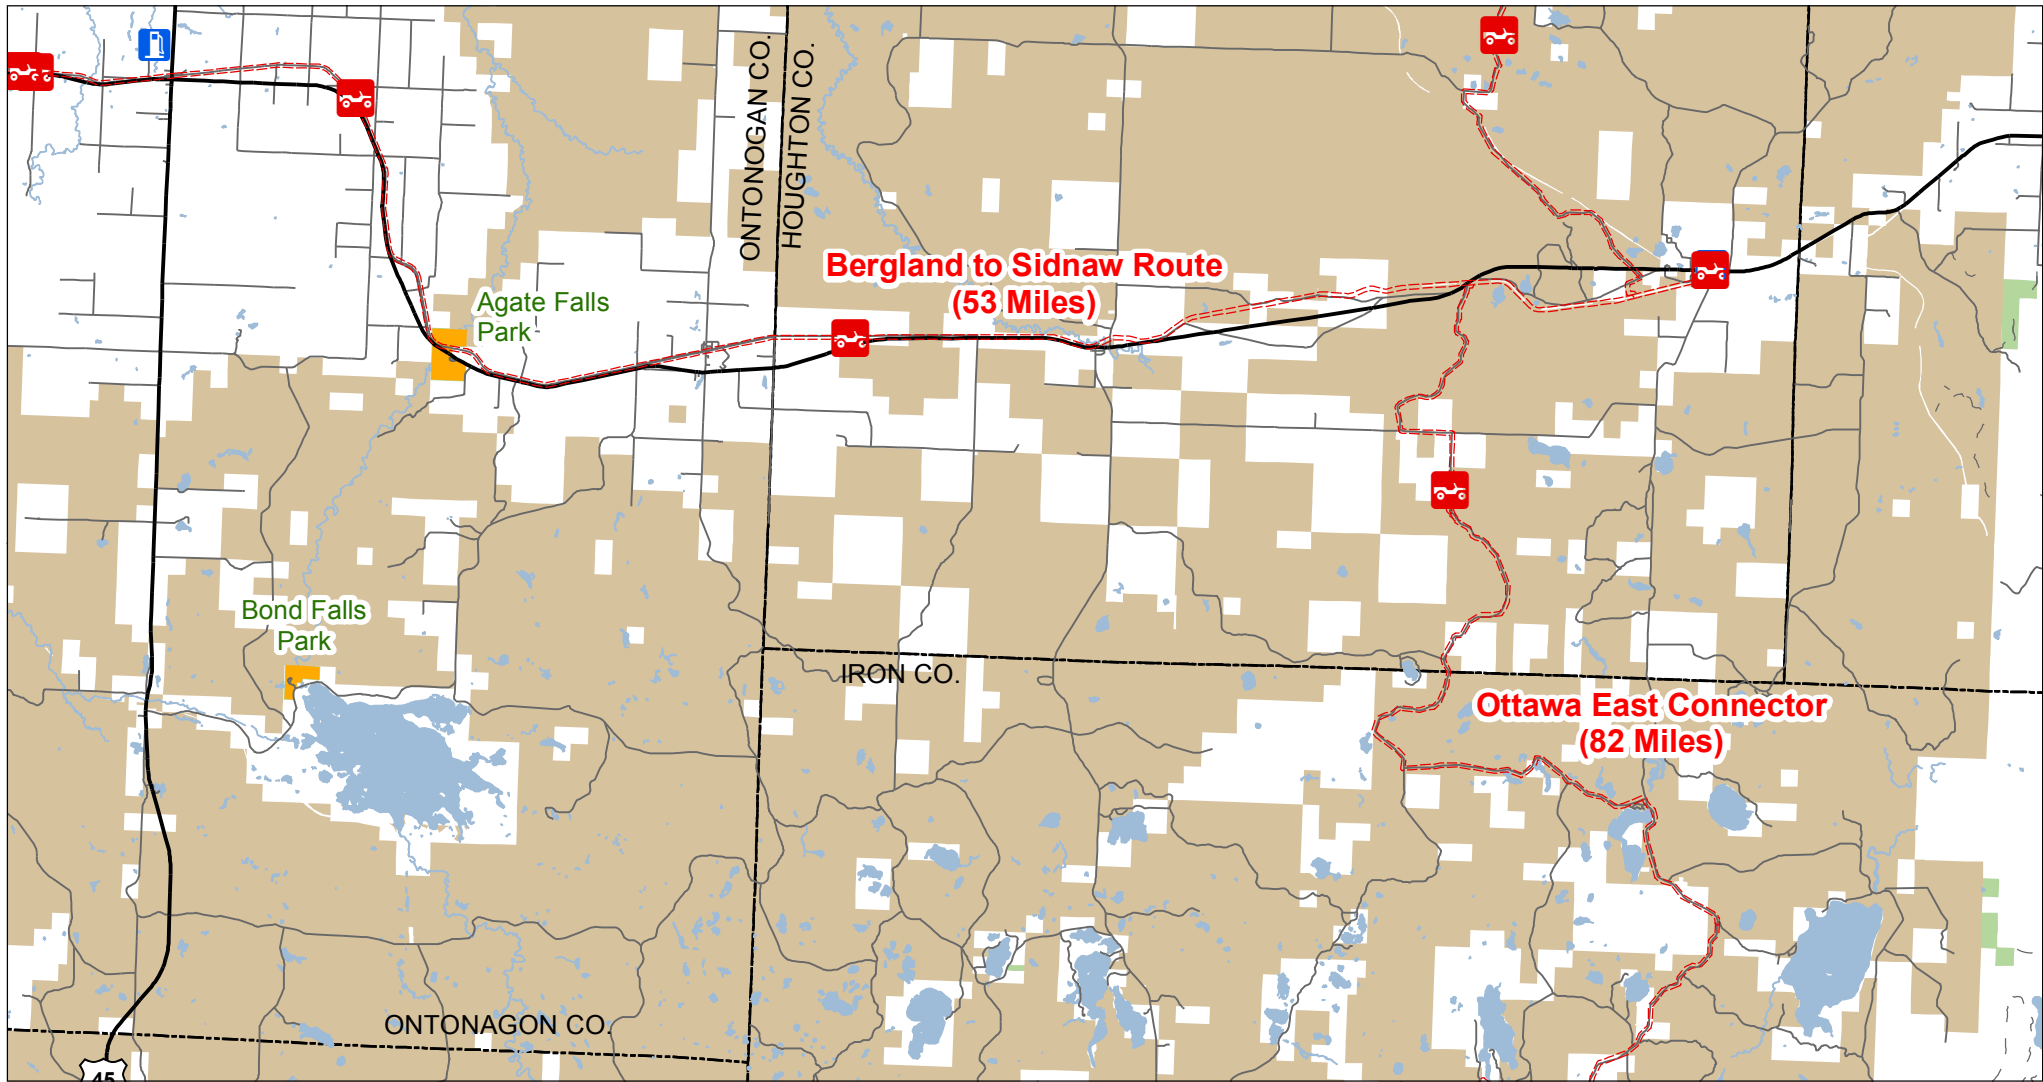 ONTONOGAN CO.
HOUGHTON CO.
Bergland to Sidnaw Route
(53 Miles)
Agate Falls
Park
Bond Falls
Park
IRON CO.
Ottawa East Connector
(82 Miles)
ONTONAGON CO.
45